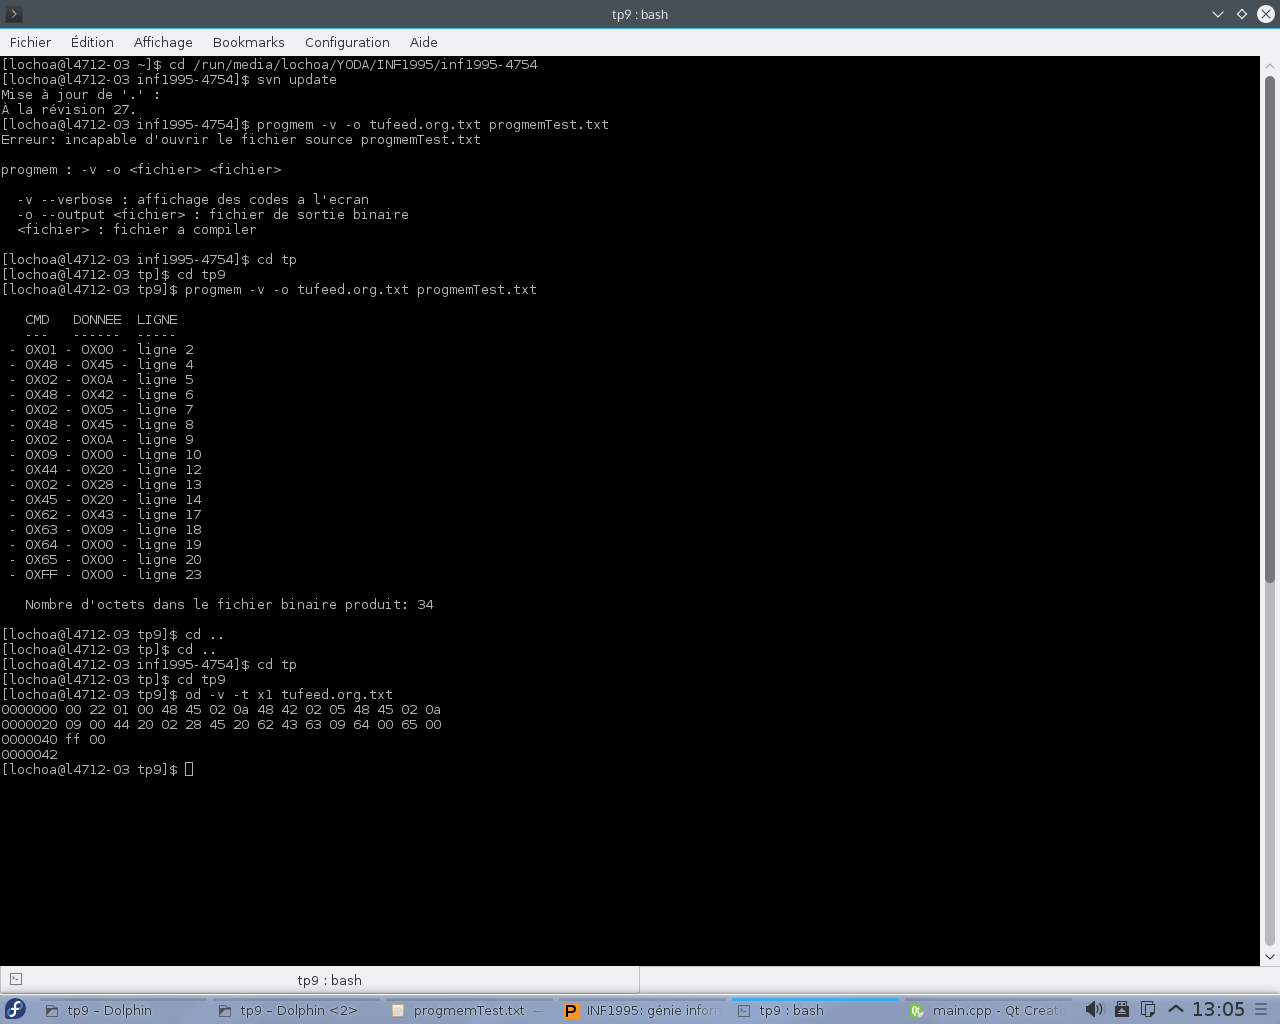 tp9 : bash
Fichier Édition Affichage Bookmarks Configuration Aide
[lochoa@l4712-03 ~]$ cd /run/media/lochoa/YODA/INF1995/inf1995-4754
[lochoa@l4712-03 inf1995-4754]$ svn update
Mise à jour de '.' :
À la révision 27.
[lochoa@l4712-03 inf1995-4754]$ progmem -v -o tufeed.org.txt progmemTest.txt
Erreur: incapable d'ouvrir le fichier source progmemTest.txt
progmem : -v -o <fichier> <fichier>
-v --verbose : affichage des codes a l'ecran
-o --output <fichier> : fichier de sortie binaire
<fichier> : fichier a compiler
[lochoa@l4712-03 inf1995-4754]$ cd tp
[lochoa@l4712-03 tp]$ cd tp9
[lochoa@l4712-03 tp9]$ progmem -v -o tufeed.org.txt progmemTest.txt
CMD DONNEE LIGNE
--- ------ -----
- 0X01 - 0X00 - ligne 2
- 0X48 - 0X45 - ligne 4
- 0X02 - 0X0A - ligne 5
- 0X48 - 0X42 - ligne 6
- 0X02 - 0X05 - ligne 7
- 0X48 - 0X45 - ligne 8
- 0X02 - 0X0A - ligne 9
- 0X09 - 0X00 - ligne 10
- 0X44 - 0X20 - ligne 12
- 0X02 - 0X28 - ligne 13
- 0X45 - 0X20 - ligne 14
- 0X62 - 0X43 - ligne 17
- 0X63 - 0X09 - ligne 18
- 0X64 - 0X00 - ligne 19
- 0X65 - 0X00 - ligne 20
- 0XFF - 0X00 - ligne 23
Nombre d'octets dans le fichier binaire produit: 34
[lochoa@l4712-03 tp9]$ cd ..
[lochoa@l4712-03 tp]$ cd ..
[lochoa@l4712-03 inf1995-4754]$ cd tp
[lochoa@l4712-03 tp]$ cd tp9
[lochoa@l4712-03 tp9]$ od -v -t x1 tufeed.org.txt
0000000 00 22 01 00 48 45 02 0a 48 42 02 05 48 45 02 0a
0000020 09 00 44 20 02 28 45 20 62 43 63 09 64 00 65 00
0000040 ff 00
0000042
[lochoa@l4712-03 tp9]$
tp9 : bash
tp9 – Dolphin tp9 – Dolphin <2> progmemTest.txt — INF1995: génie infor tp9 : bash main.cpp - Qt Creato 13:05